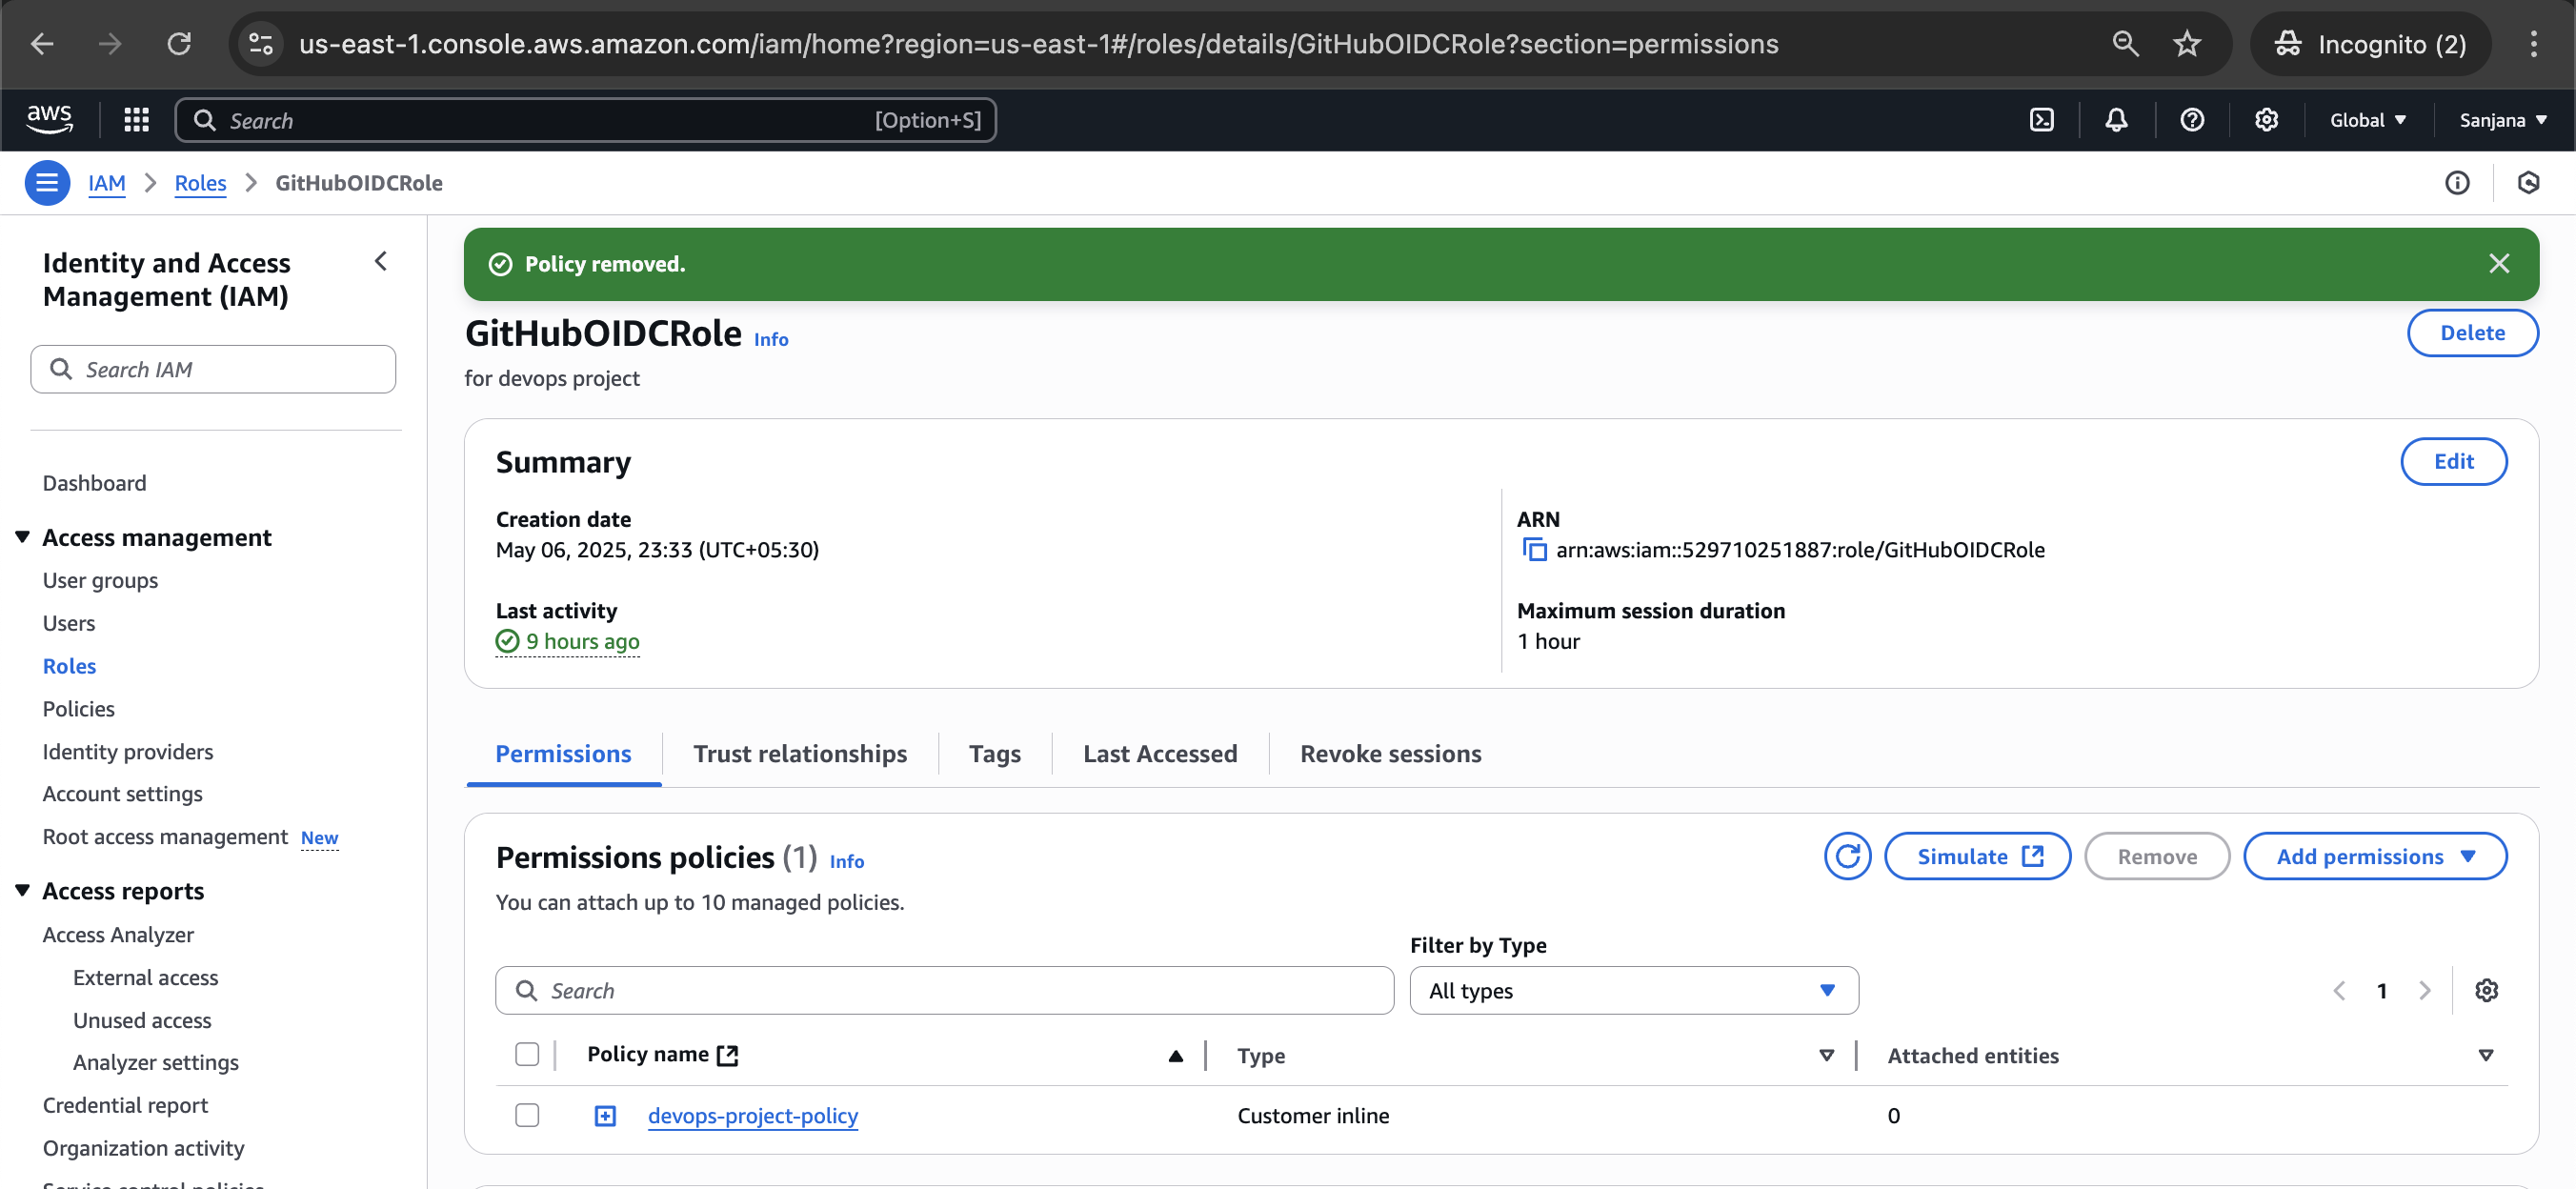 us-east-1.console.aws.amazon.com/iam/home?region=us-east-1#/roles/details/GitHubOIDCRole?section=permissions
Incognito (2)
aws
Search
[Option+S]
Global
Sanjana
IAM
Roles
GitHubOIDCRole
Identity and Access
Management (IAM)
Search IAM
Dashboard
Access management
User groups
Users
Roles
Policies
Identity providers
Account settings
Root access management New
Access reports
Access Analyzer
External access
Unused access
Analyzer settings
Credential report
Organization activity
Service control policies
Policy removed.
GitHubOIDCRole Info
Delete
for devops project
Summary
Edit
Creation date
May 06, 2025, 23:33 (UTC+05:30)
ARN
arn:aws:iam::529710251887:role/GitHubOIDCRole
Last activity
9 hours ago
Maximum session duration
1 hour
Permissions
Trust relationships
Tags
Last Accessed
Revoke sessions
Permissions policies (1) Info
Simulate
Remove
Add permissions
You can attach up to 10 managed policies.
Filter by Type
Search
All types
1
Policy name
Type
Attached entities
devops-project-policy
Customer inline
0